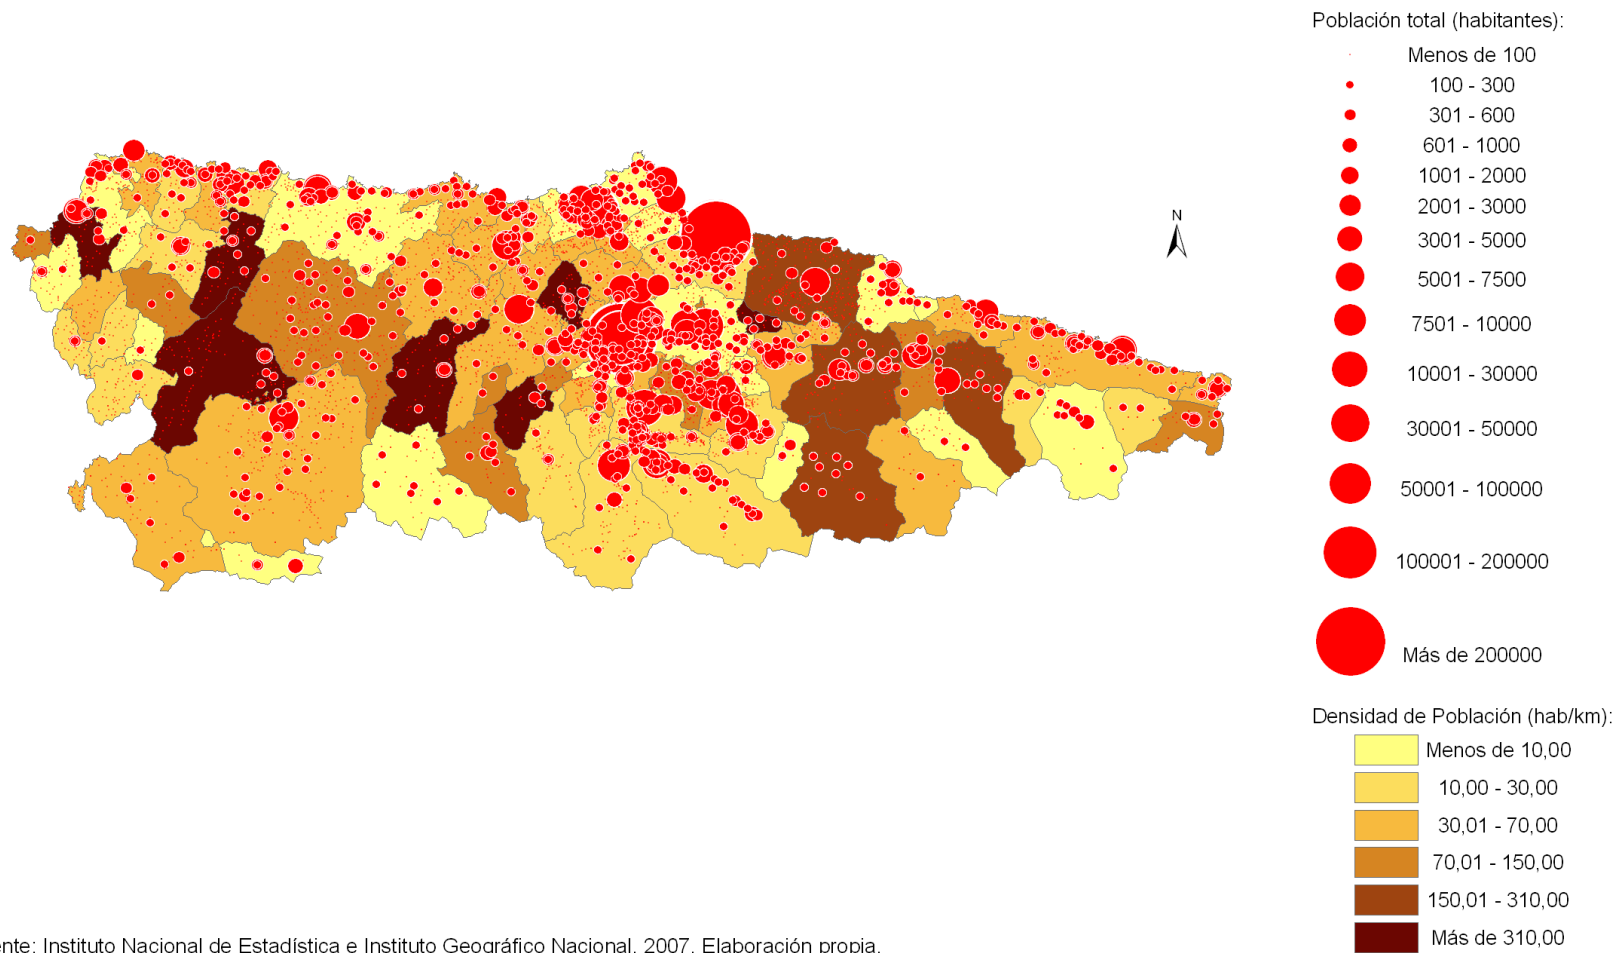 Población total (habitantes):
Menos de 100
100 - 300
301 - 600
601 - 1000
1001 - 2000
2001 - 3000
3001 - 5000
5001 - 7500
7501 - 10000
10001 - 30000
30001 - 50000
50001 - 100000
100001 - 200000
Más de 200000
N
Densidad de Población (hab/km):
Menos de 10,00
10,00 - 30,00
30,01 - 70,00
70,01 - 150,00
150,01 - 310,00
Más de 310,00
ente: Instituto Nacional de Estadística e Instituto Geográfico Nacional. 2007. Elaboración propia.